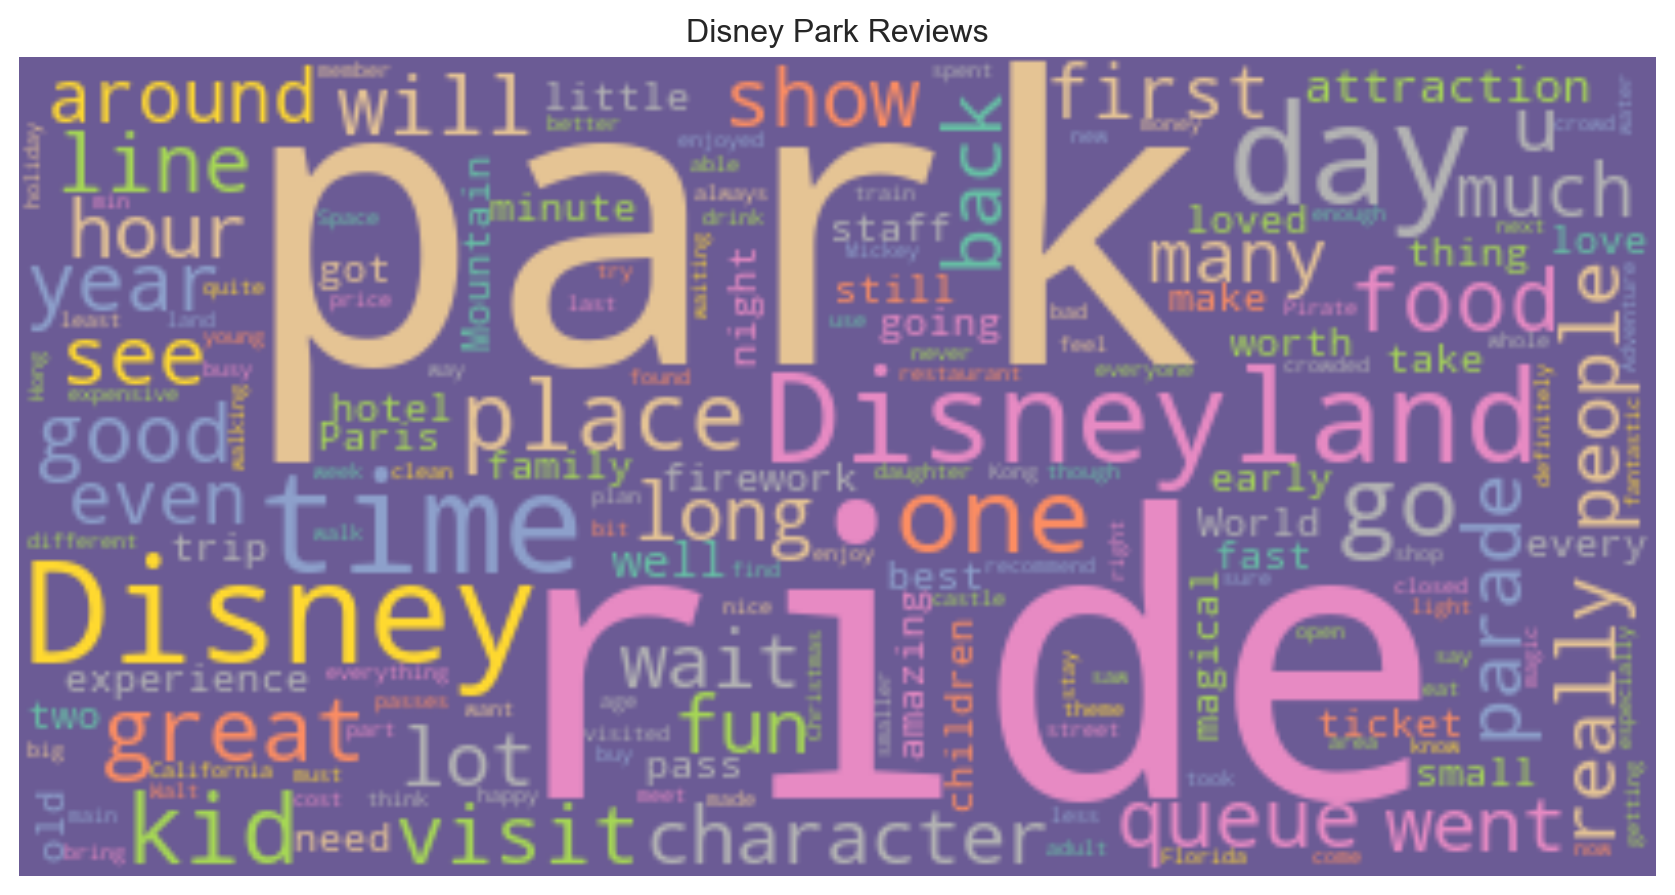 Disney Park Reviews
park
ride
Disneyland
Disney
time
day
around
member
will
little
better
show
spent
back
first
new
money
attraction
u
crowd
water
holiday
line
enjoyed
able
always
train
much
min
hour
Space
Mountain
minute
drink
staff
Mickey
loved
enough
next
love
many
thing
year
quite
got
try
price
last
waiting
night
still
make
Pirate
food
people
Adventure
least
land
use
going
bad
feel
never
worth
whole
see
young
busy
way
found
restaurant
everyone
crowded
take
Hong
expensive
hotel
place
definitely
fantastic
good
walking
Paris
week
clean
family
firework
daughter
Kong
though
early
even
plan
long
one
World
go
parade
every
different
trip
walk
bit
enjoy
right
fast
shop
well
find
best
recommend
sure
castle
closed
light
nice
amazing
children
magical
open
really
wait
christmas
smaller
stay
saw
say
magic
especially
experience
everything
eat
two
great
passes
want
age
fun
theme
ticket
part
visited
street
area
know
big
California
must
lot
buy
pass
took
small
Walt
cost
think
happy
meet
made
old
main
kid
need
visit
character
less
queue
went
getting
bring
adult
Florida
come
now